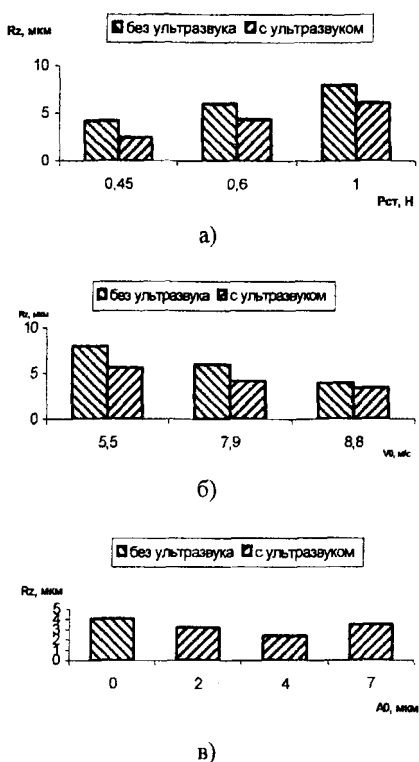 Rz, мкм
без ультразвука с ультразвуком
10
5
0
0,45 0,6 1
Рст, Н
а)
без ультразвука с ультразвуком
Rz, мкм
10
5
0
5,5 7,9 8,8
V0, м/с
б)
без ультразвука с ультразвуком
Rz, мкм
5
4
3
2
1
0
0 2 4 7
А0, мкм
в)